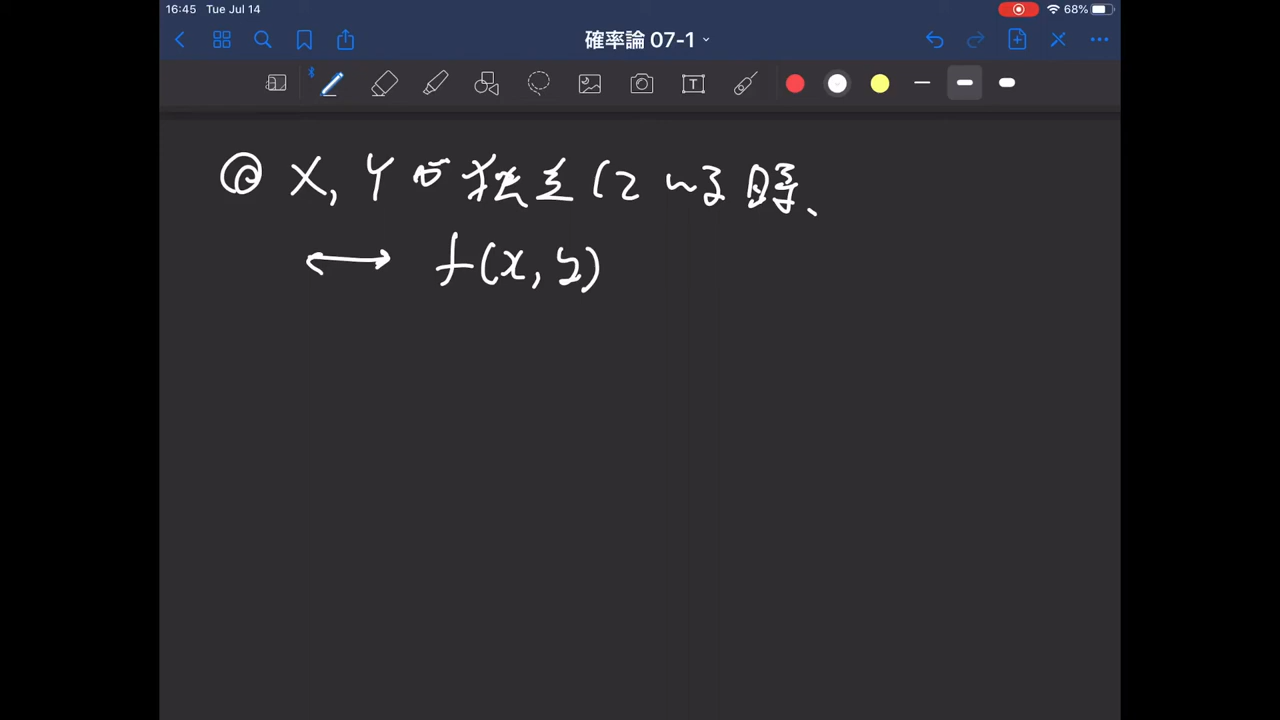 16:45 Tue Jul 14
68%
確率論 07-1
T
◎ X, Y が独立している時、
⟷ f(x, y)